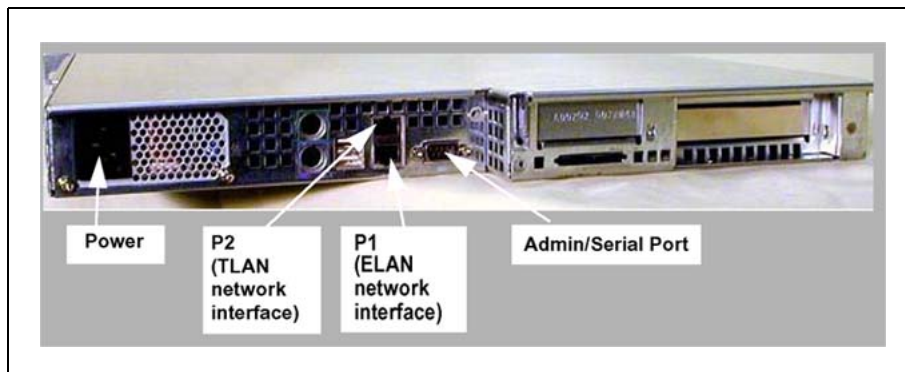 Power
P2
(TLAN
network
interface)
P1
(ELAN
network
interface)
Admin/Serial Port